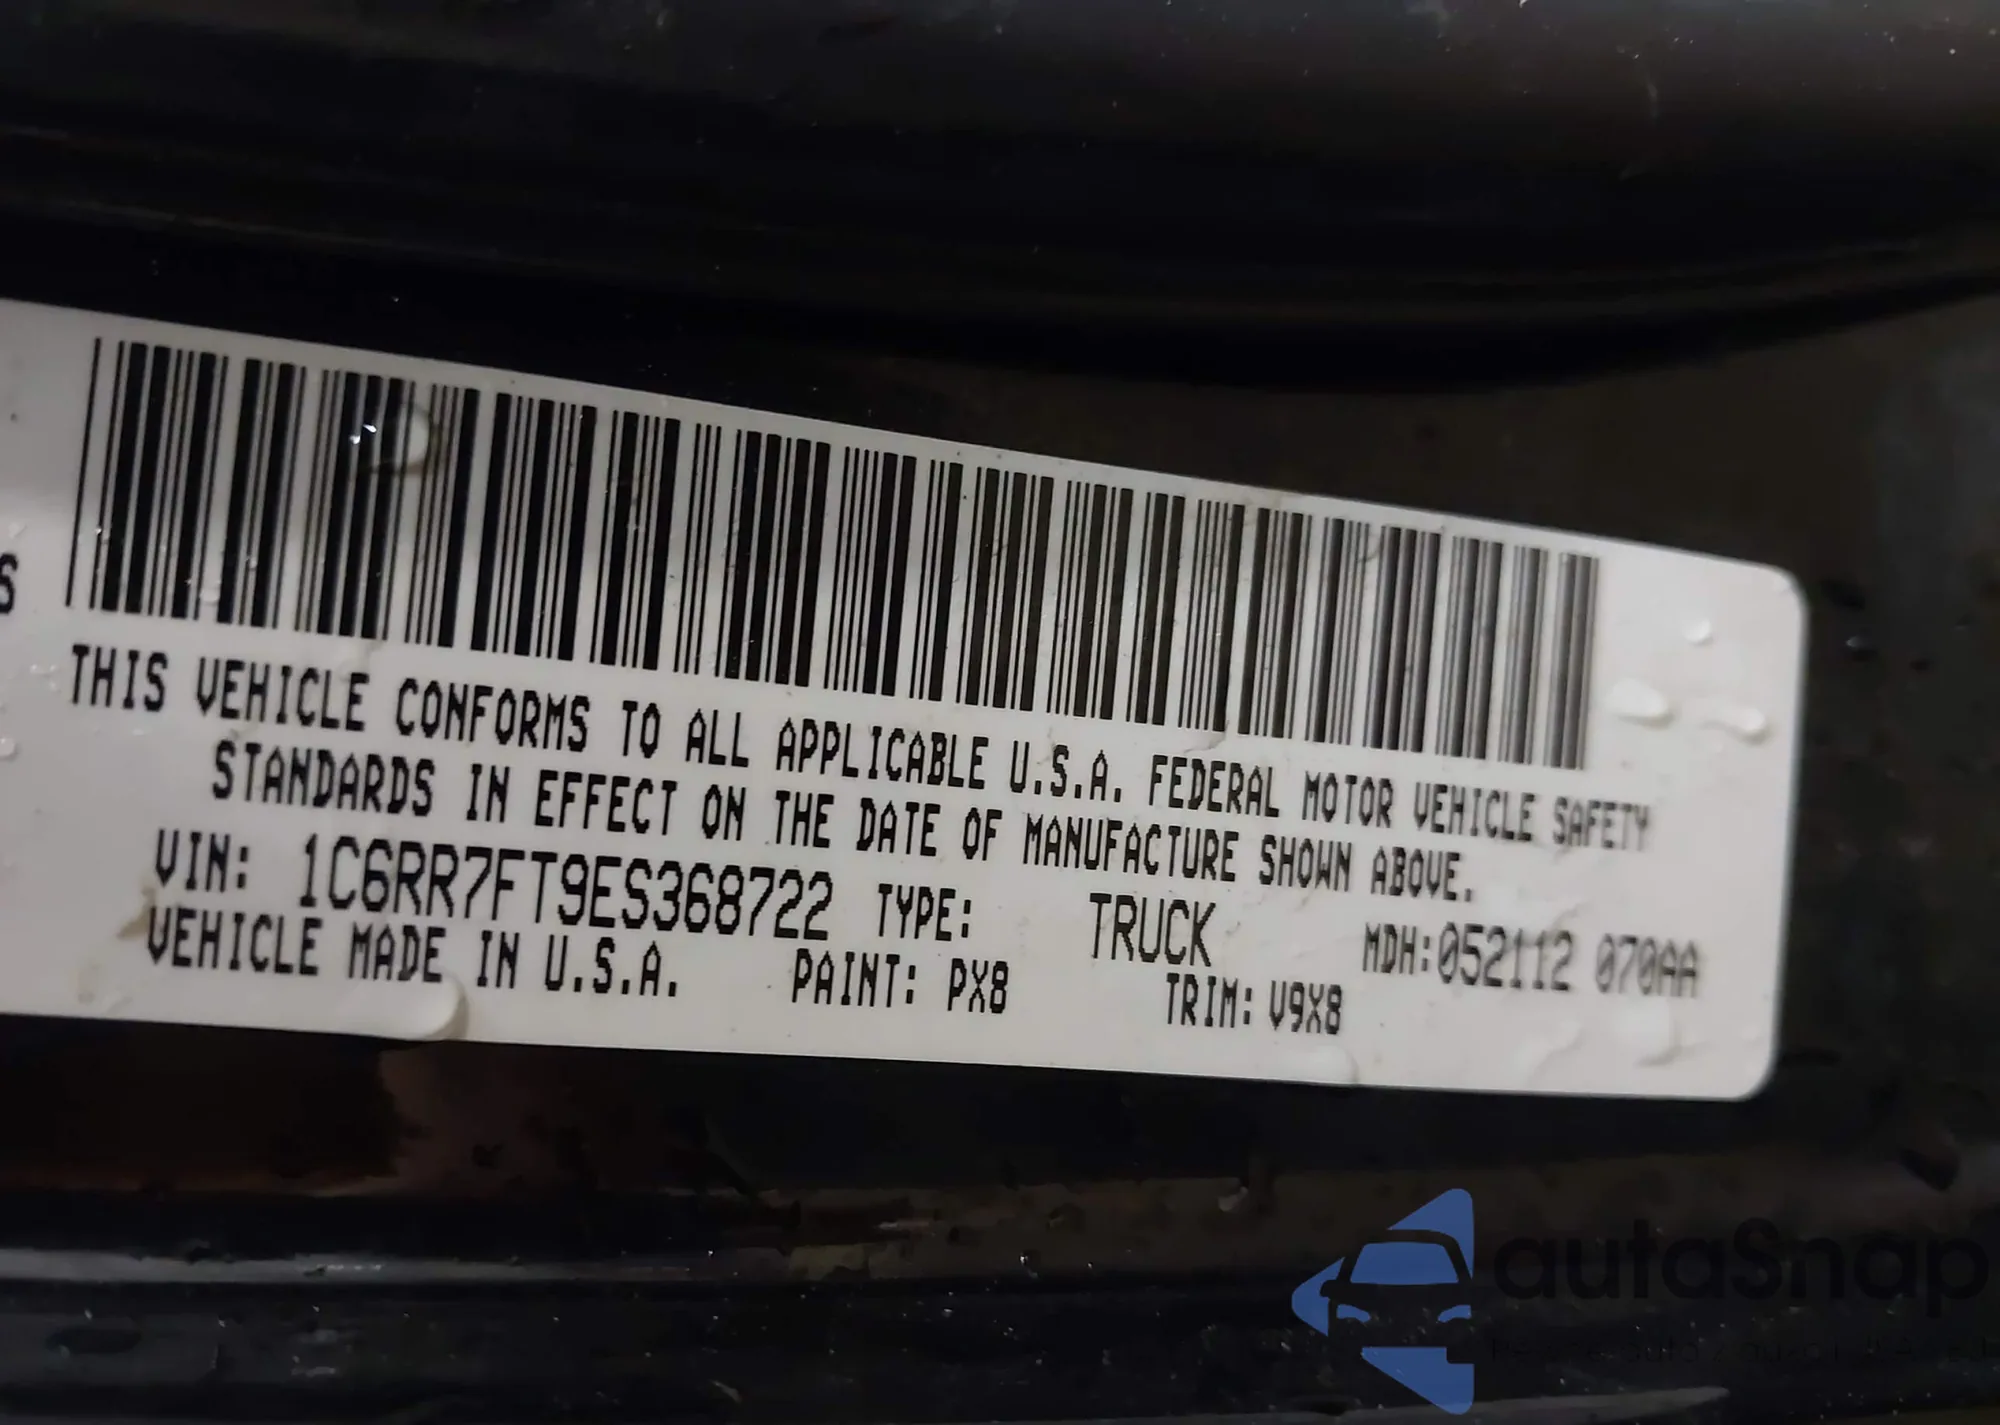 S
THIS VEHICLE CONFORMS TO ALL APPLICABLE U.S.A. FEDERAL MOTOR VEHICLE SAFETY
STANDARDS IN EFFECT ON THE DATE OF MANUFACTURE SHOWN ABOVE.
VIN: 1C6RR7FT9ES368722 TYPE: TRUCK MDH:052112 070AA
VEHICLE MADE IN U.S.A. PAINT: PX8 TRIM: V9X8
autaSnap